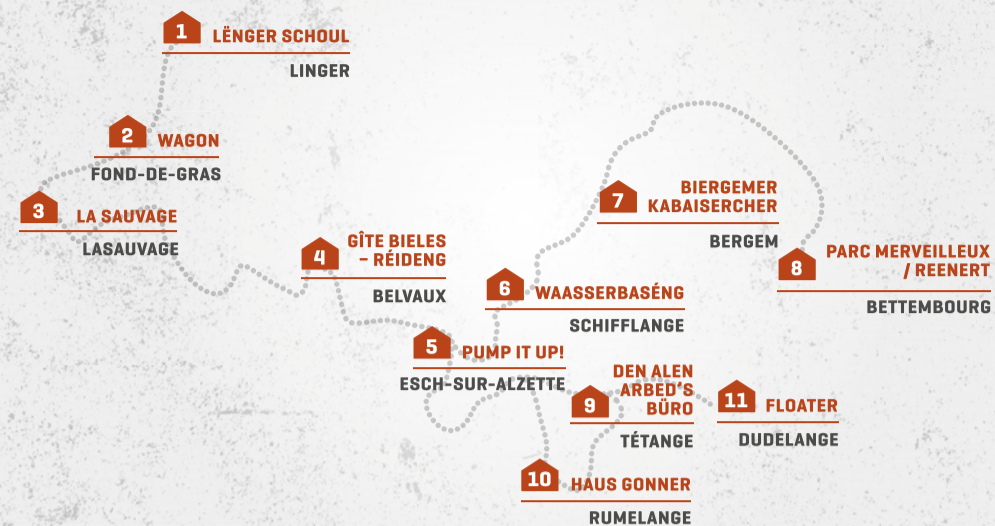 1
LËNGER SCHOUL
LINGER
2
WAGON
FOND-DE-GRAS
3
LA SAUVAGE
LASAUVAGE
4
GÎTE BIELES
– RÉIDENG
BELVAUX
5
PUMP IT UP!
ESCH-SUR-ALZETTE
6
WAASSERBASÉNG
SCHIFFLANGE
7
BIERGEMER
KABAISERCHER
BERGEM
8
PARC MERVEILLEUX
/ REENERT
BETTEMBOURG
9
DEN ALEN
ARBED'S
BÜRO
TÉTANGE
10
HAUS GONNER
RUMELANGE
11
FLOATER
DUDELANGE